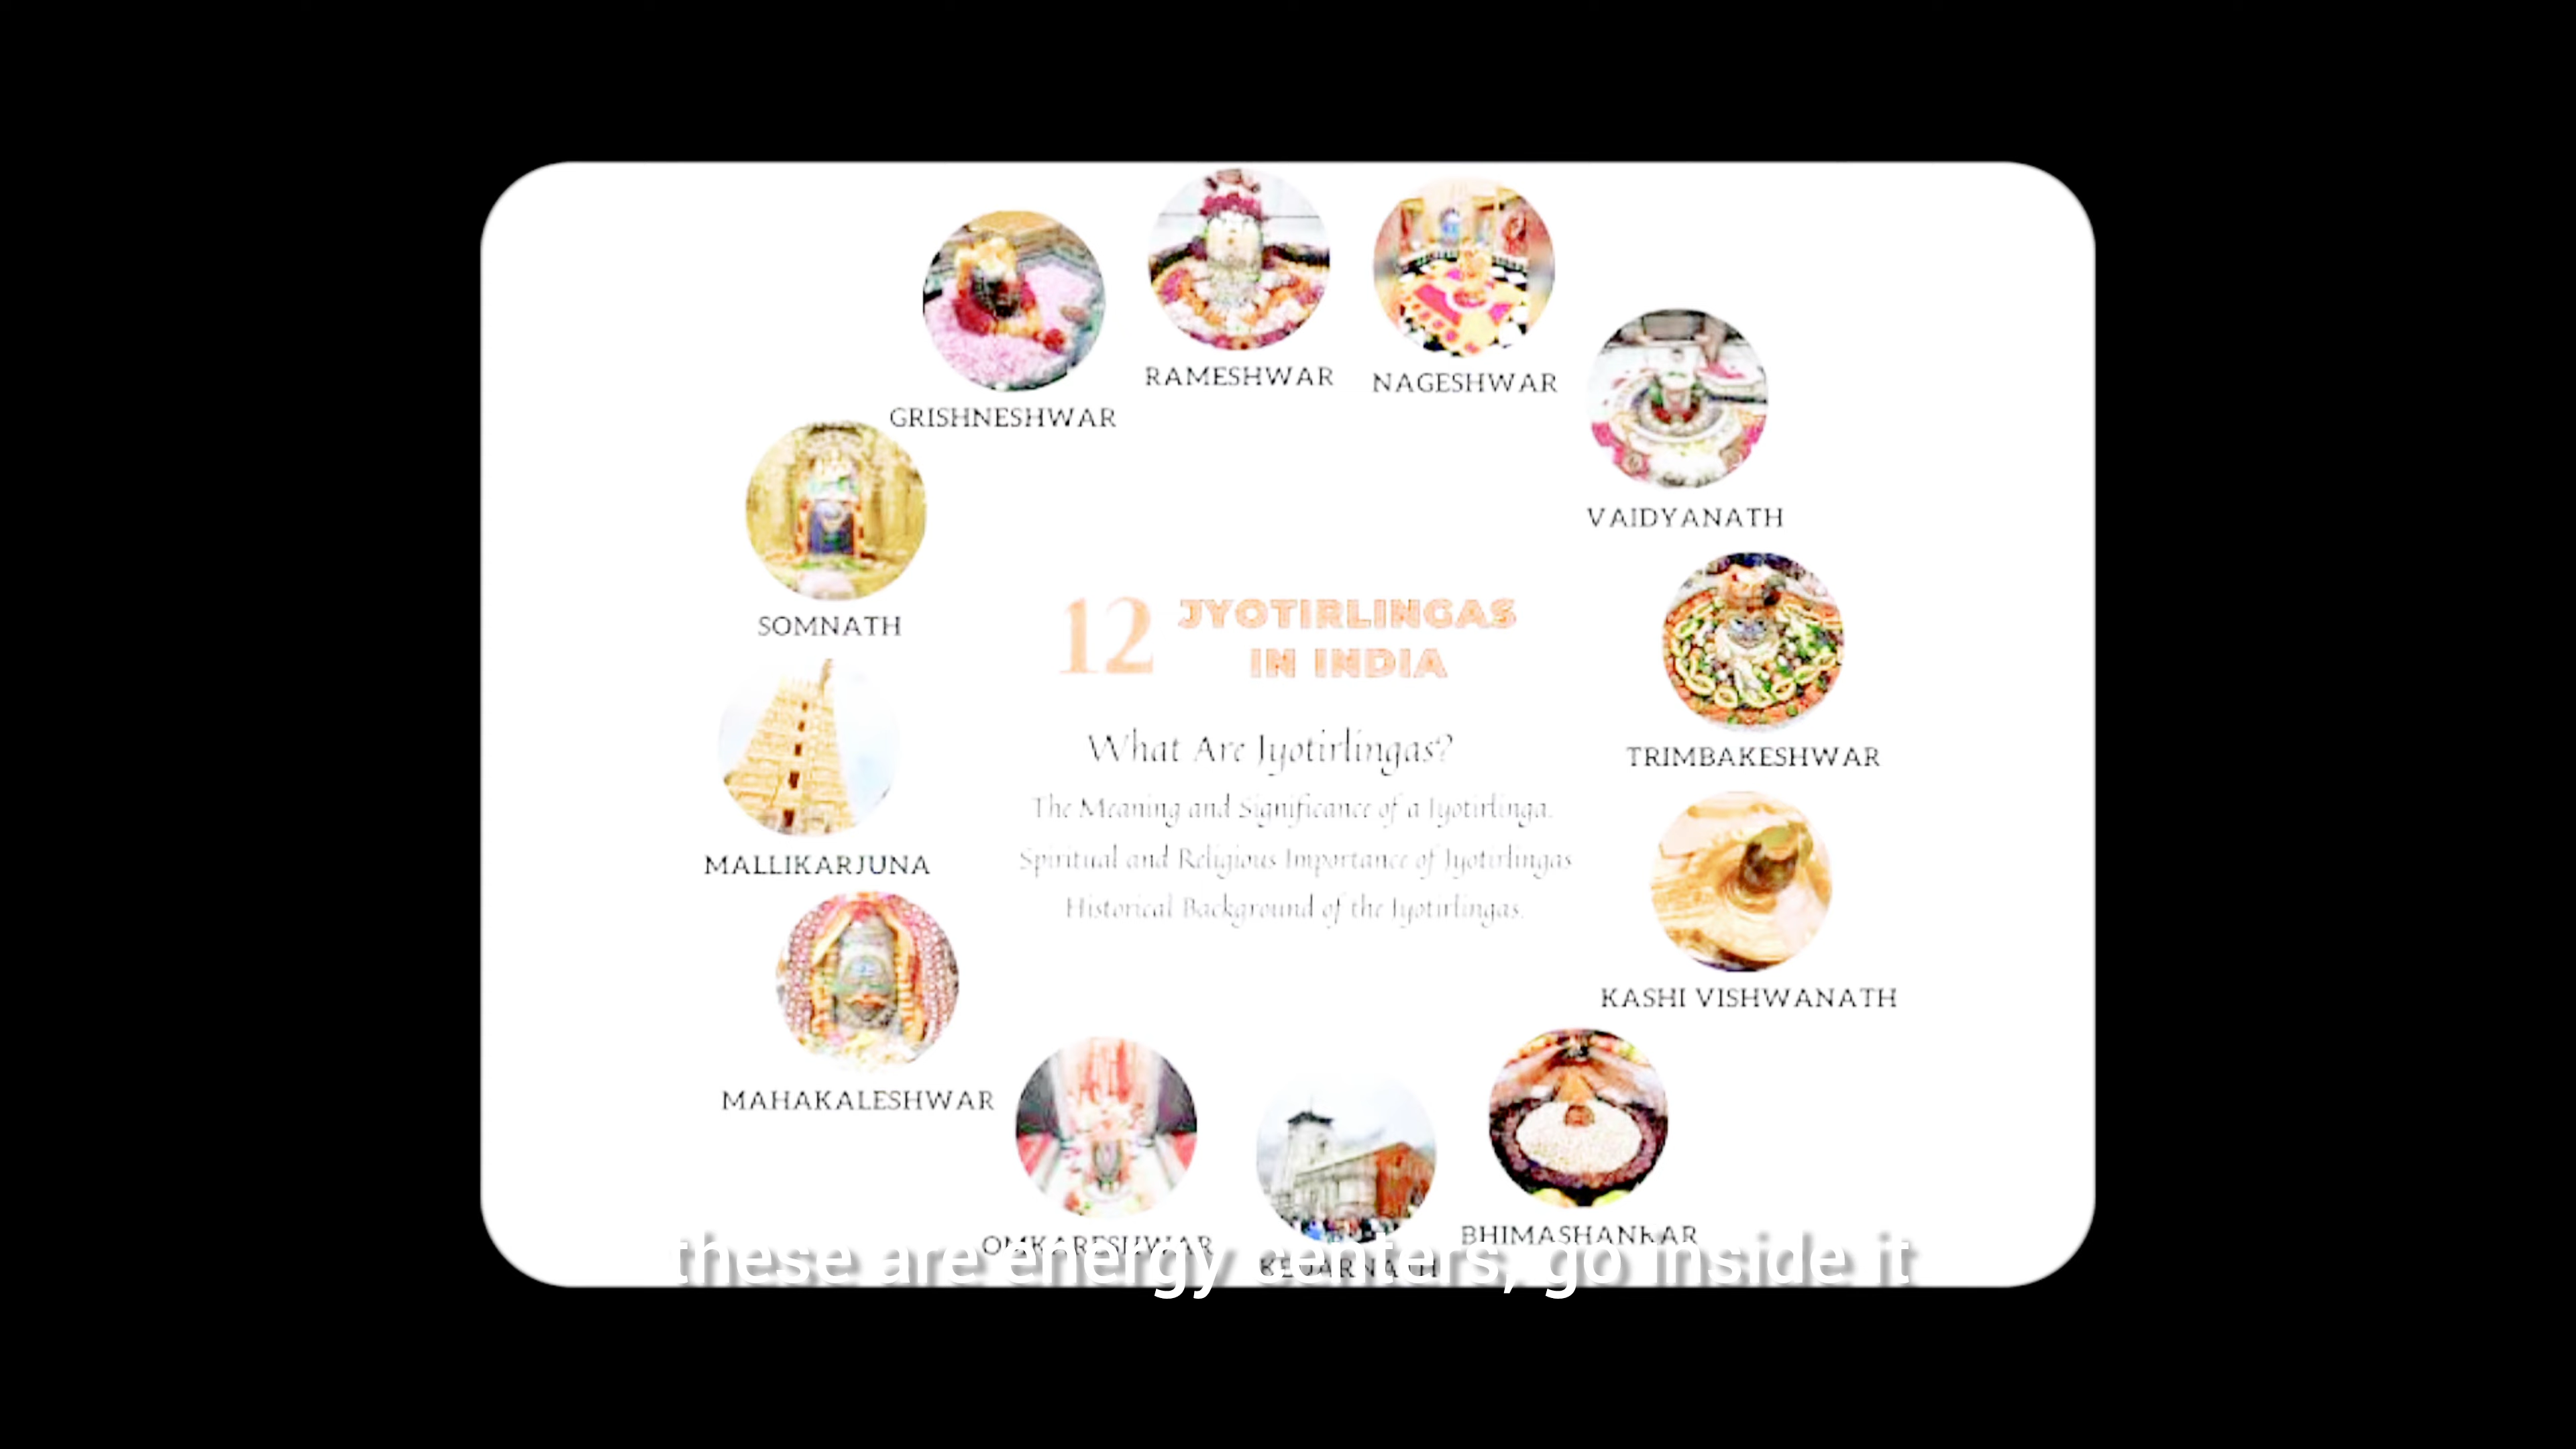 RAMESHWAR
NAGESHWAR
GRISHNESHWAR
VAIDYANATH
SOMNATH
12 JYOTIRLINGAS
IN INDIA
What Are Jyotirlingas?
TRIMBAKESHWAR
The Meaning and Significance of a Jyotirlinga.
Spiritual and Religious Importance of Jyotirlingas
MALLIKARJUNA
Historical Background of the Jyotirlingas.
KASHI VISHWANATH
MAHAKALESHWAR
OMKARESHWAR
BHIMASHANKAR
KEDARNATH
these are energy centers, go inside it